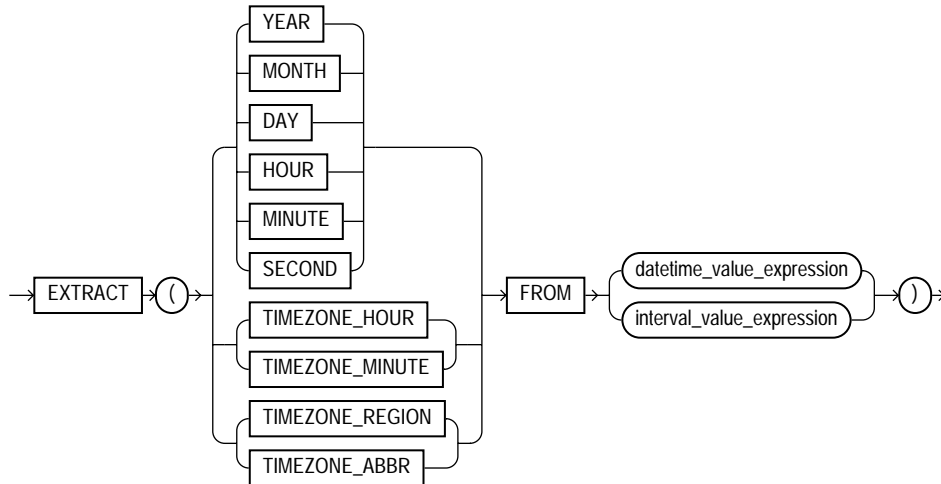 YEAR
MONTH
DAY
HOUR
MINUTE
SECOND
EXTRACT ( FROM datetime_value_expression )
interval_value_expression
TIMEZONE_HOUR
TIMEZONE_MINUTE
TIMEZONE_REGION
TIMEZONE_ABBR